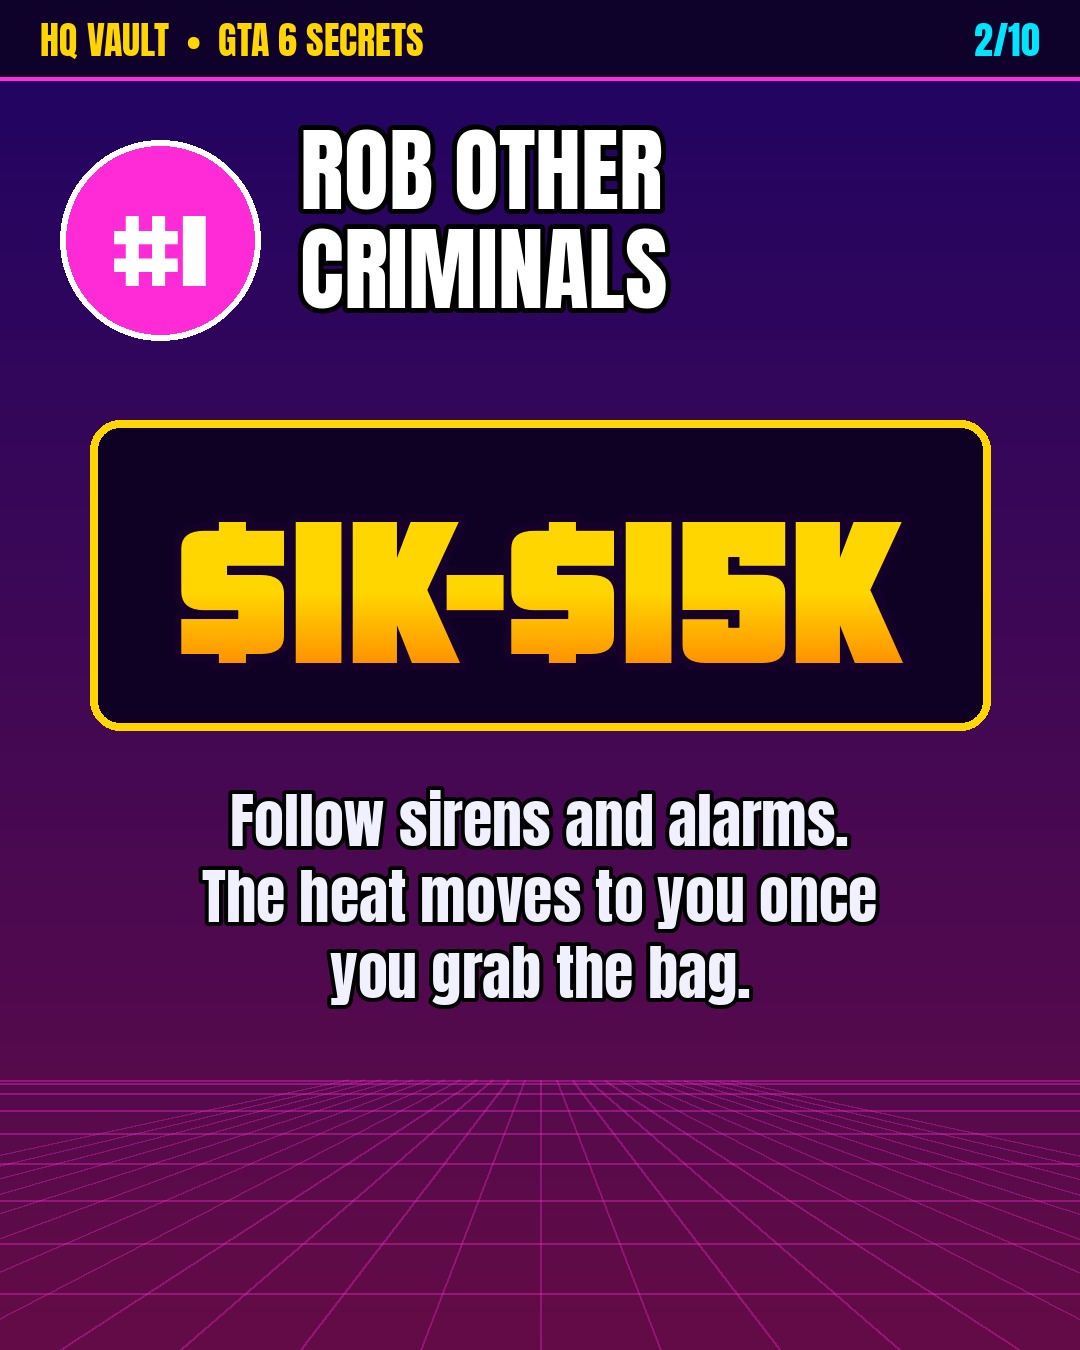 HQ VAULT • GTA 6 SECRETS
2/10
#1
ROB OTHER
CRIMINALS
$1K-$15K
Follow sirens and alarms.
The heat moves to you once
you grab the bag.